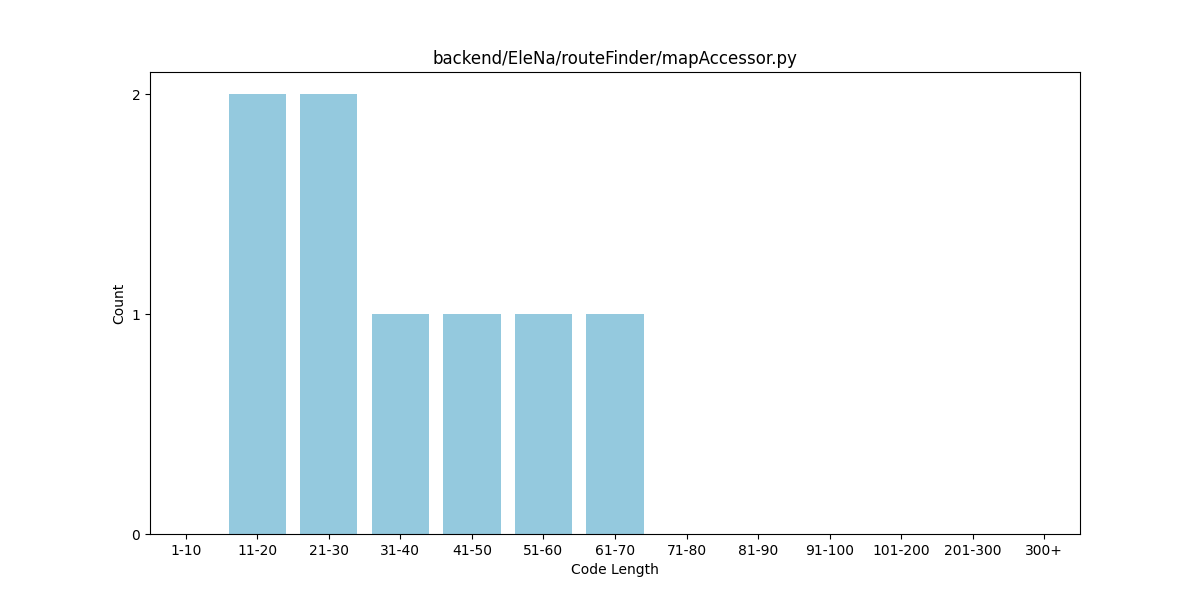 backend/EleNa/routeFinder/mapAccessor.py
Count
2
1
0
1-10 11-20 21-30 31-40 41-50 51-60 61-70 71-80 81-90 91-100 101-200 201-300 300+
Code Length